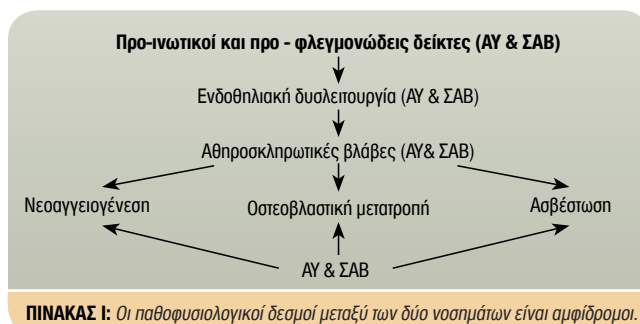 Προ-ινωτικοί και προ - φλεγμονώδεις δείκτες (ΑΥ & ΣΑΒ)
Ενδοθηλιακή δυσλειτουργία (ΑΥ & ΣΑΒ)
Αθηροσκληρωτικές βλάβες (ΑΥ& ΣΑΒ)
Νεοαγγειογένεση Οστεοβλαστική μετατροπή Ασβέστωση
ΑΥ & ΣΑΒ
ΠΙΝΑΚΑΣ Ι: Οι παθοφυσιολογικοί δεσμοί μεταξύ των δύο νοσημάτων είναι αμφίδρομοι.